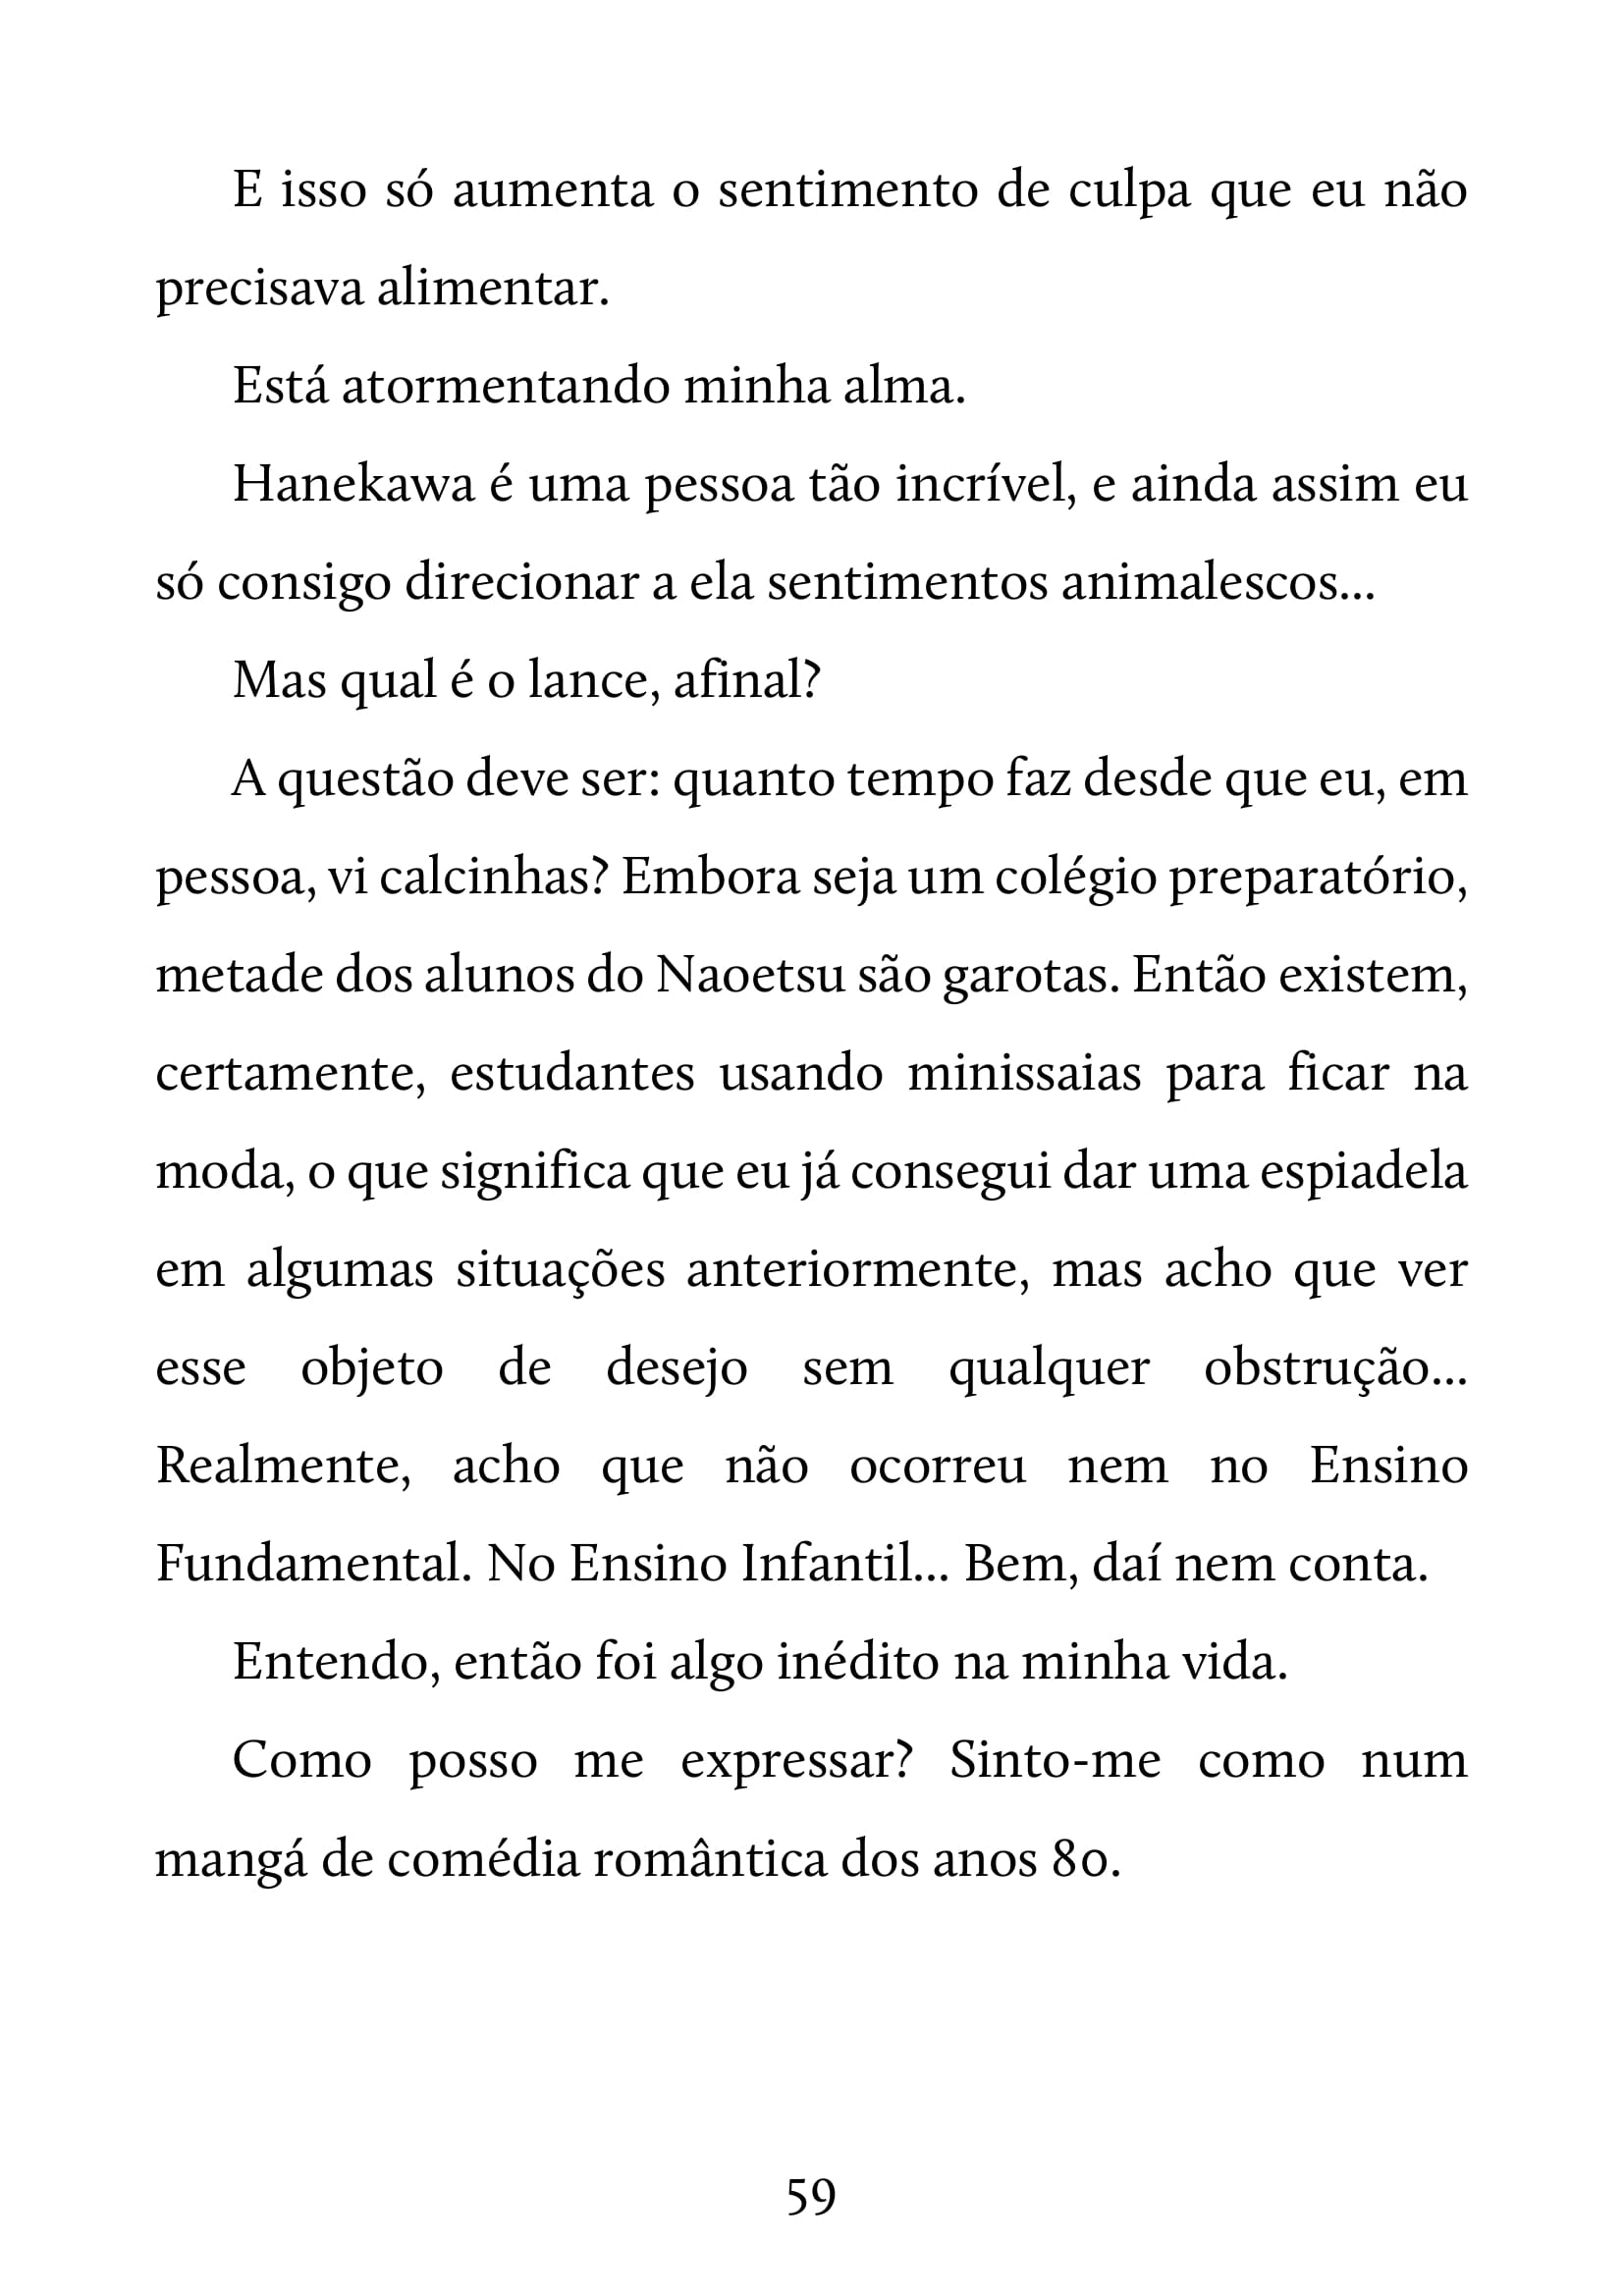 E isso só aumenta o sentimento de culpa que eu não
precisava alimentar.
Está atormentando minha alma.
Hanekawa é uma pessoa tão incrível, e ainda assim eu
só consigo direcionar a ela sentimentos animalescos...
Mas qual é o lance, afinal?
A questão deve ser: quanto tempo faz desde que eu, em
pessoa, vi calcinhas? Embora seja um colégio preparatório,
metade dos alunos do Naoetsu são garotas. Então existem,
certamente, estudantes usando minissaias para ficar na
moda, o que significa que eu já consegui dar uma espiadela
em algumas situações anteriormente, mas acho que ver
esse objeto de desejo sem qualquer obstrução...
Realmente, acho que não ocorreu nem no Ensino
Fundamental. No Ensino Infantil... Bem, daí nem conta.
Entendo, então foi algo inédito na minha vida.
Como posso me expressar? Sinto-me como num
mangá de comédia romântica dos anos 80.
59